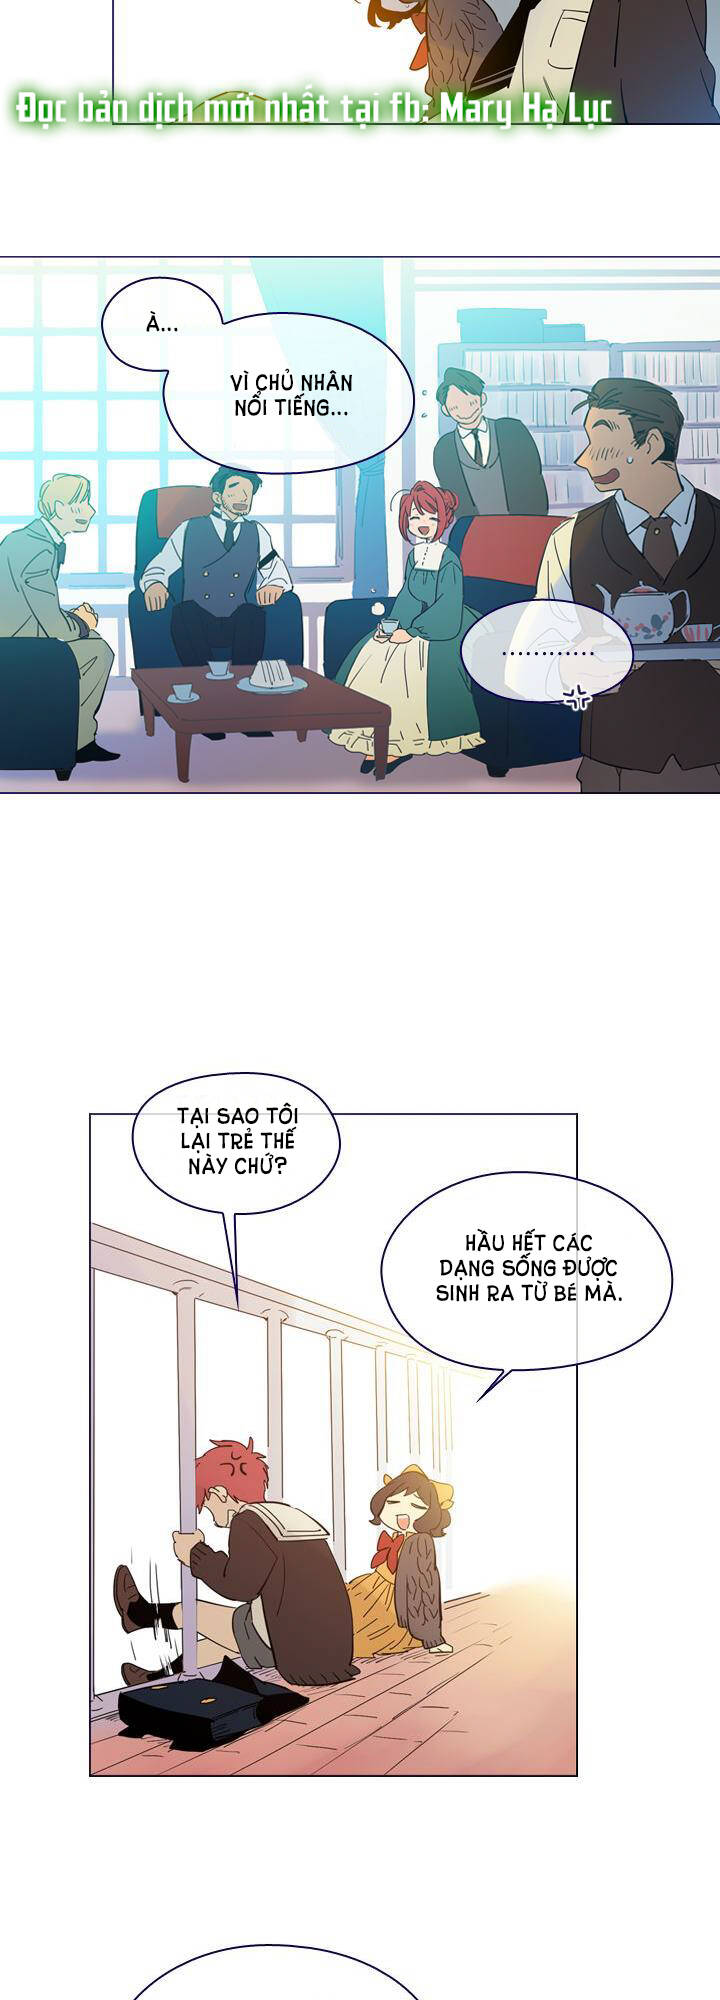 Đọc bản dịch mới nhất tại fb: Mary Hạ Lục
À...
VÌ CHỦ NHÂN
NỔI TIẾNG...
............
TẠI SAO TÔI
LẠI TRẺ THẾ
NÀY CHỨ?
HẦU HẾT CÁC
DẠNG SỐNG ĐƯỢC
SINH RA TỪ BÉ MÀ.